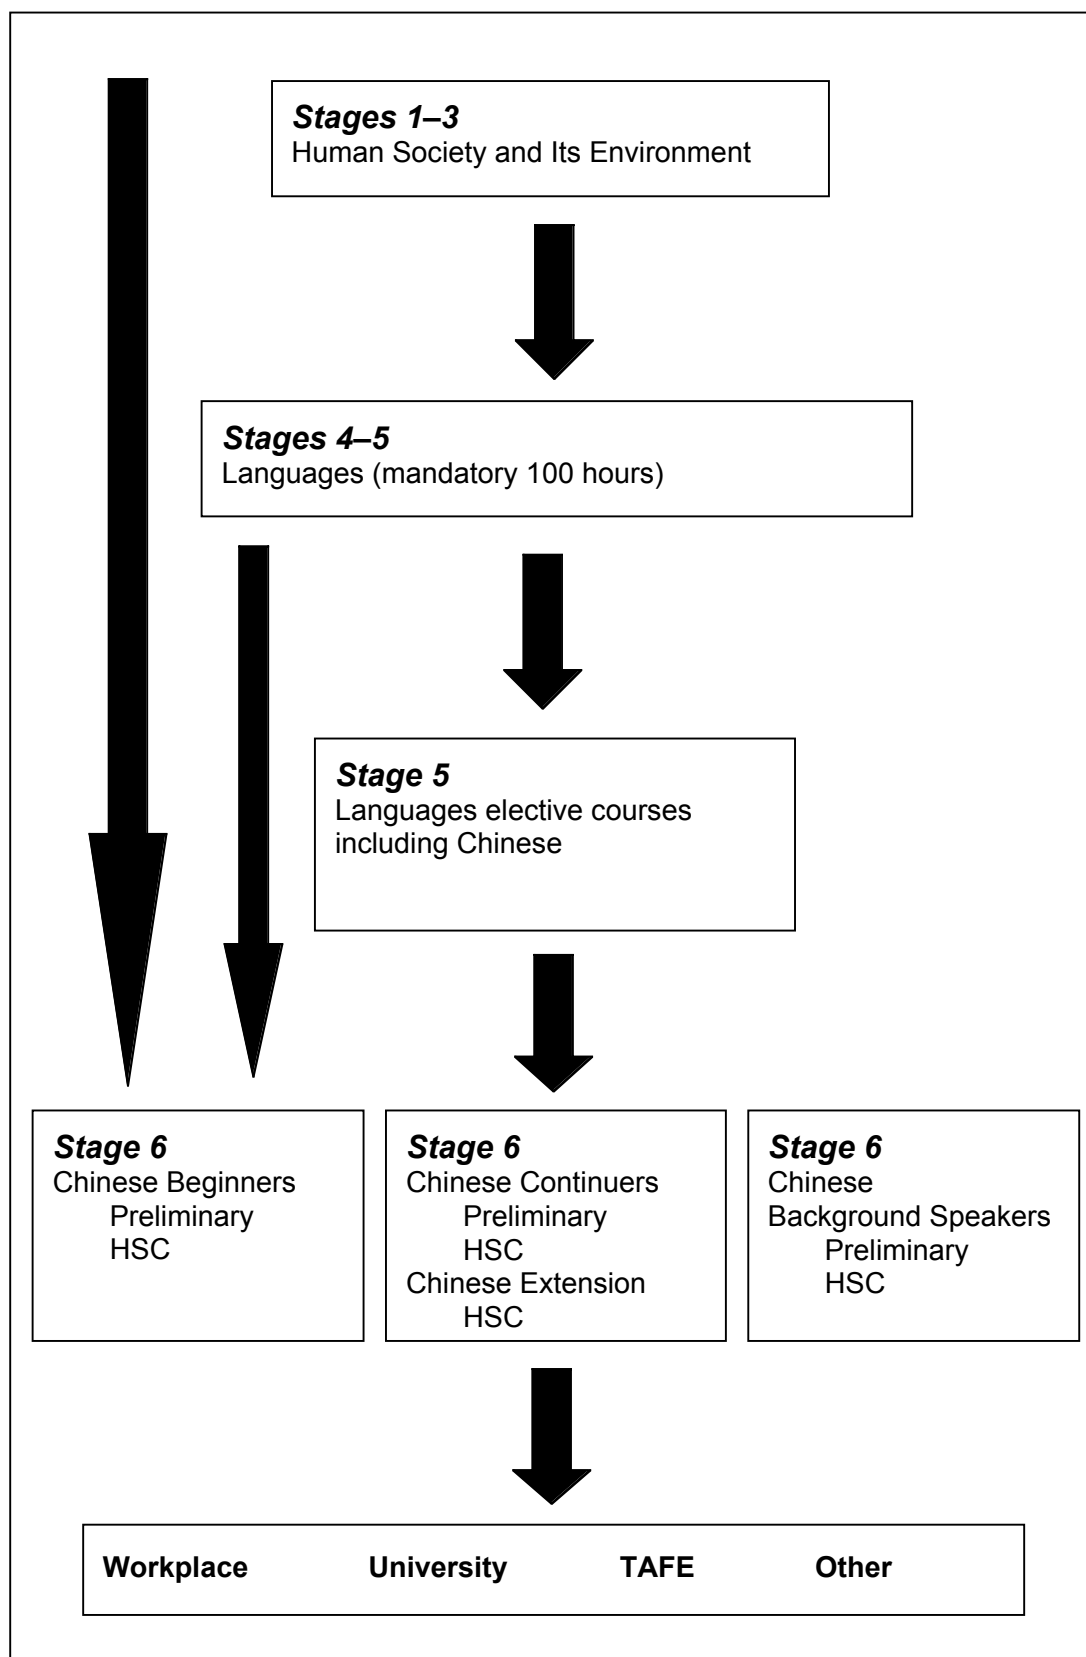 Stages 1–3
Human Society and Its Environment
Stages 4–5
Languages (mandatory 100 hours)
Stage 5
Languages elective courses
including Chinese
Stage 6
Chinese Beginners
Preliminary
HSC
Stage 6
Chinese Continuers
Preliminary
HSC
Chinese Extension
HSC
Stage 6
Chinese
Background Speakers
Preliminary
HSC
Workplace University TAFE Other